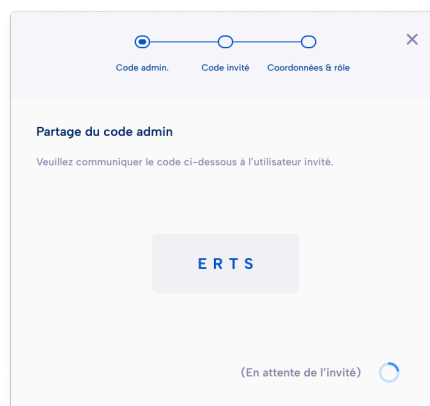 Code admin.
Code invité
Coordonnées & rôle
Partage du code admin
Veuillez communiquer le code ci-dessous à l'utilisateur invité.
E R T S
(En attente de l'invité)